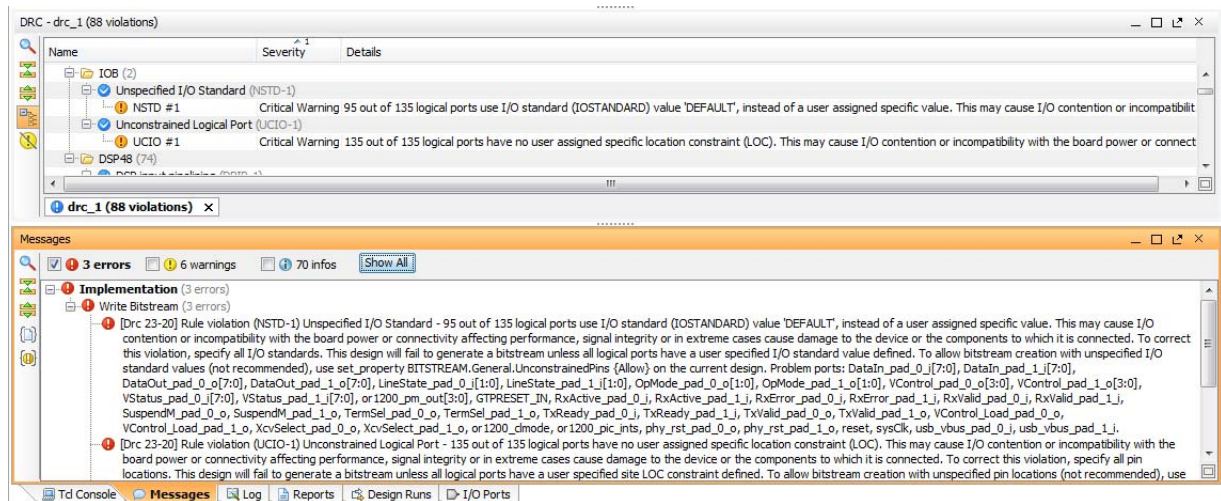 DRC - drc_1 (88 violations)
Name Severity 1 Details
IOB (2)
Unspecified I/O Standard (NSTD-1)
NSTD #1 Critical Warning 95 out of 135 logical ports use I/O standard (IOSTANDARD) value 'DEFAULT', instead of a user assigned specific value. This may cause I/O contention or incompatibilit
Unconstrained Logical Port (UCIO-1)
UCIO #1 Critical Warning 135 out of 135 logical ports have no user assigned specific location constraint (LOC). This may cause I/O contention or incompatibility with the board power or connect
DSP48 (74)
drc_1 (88 violations)
Messages
3 errors 6 warnings 70 infos Show All
Implementation (3 errors)
Write Bitstream (3 errors)
[Drc 23-20] Rule violation (NSTD-1) Unspecified I/O Standard - 95 out of 135 logical ports use I/O standard (IOSTANDARD) value 'DEFAULT', instead of a user assigned specific value. This may cause I/O
contention or incompatibility with the board power or connectivity affecting performance, signal integrity or in extreme cases cause damage to the device or the components to which it is connected. To correct
this violation, specify all I/O standards. This design will fail to generate a bitstream unless all logical ports have a user specified I/O standard value defined. To allow bitstream creation with unspecified I/O
standard values (not recommended), use set_property BITSTREAM.General.UnconstrainedPins {Allow} on the current design. Problem ports: DataIn_pad_0_i[7:0], DataIn_pad_1_i[7:0],
DataOut_pad_0_o[7:0], DataOut_pad_1_o[7:0], LineState_pad_0_i[1:0], LineState_pad_1_i[1:0], OpMode_pad_0_o[1:0], OpMode_pad_1_o[1:0], VControl_pad_0_o[3:0], VControl_pad_1_o[3:0],
VStatus_pad_0_i[7:0], VStatus_pad_1_i[7:0], or1200_pm_out[3:0], GTPRESET_IN, RxActive_pad_0_i, RxActive_pad_1_i, RxError_pad_0_i, RxError_pad_1_i, RxValid_pad_0_i, RxValid_pad_1_i,
SuspendM_pad_0_o, SuspendM_pad_1_o, TermSel_pad_0_o, TermSel_pad_1_o, TxReady_pad_0_i, TxReady_pad_1_i, TxValid_pad_0_o, TxValid_pad_1_o, VControl_Load_pad_0_o,
VControl_Load_pad_1_o, XcvSelect_pad_0_o, XcvSelect_pad_1_o, or1200_clmode, or1200_pic_ints, phy_rst_pad_0_o, phy_rst_pad_1_o, reset, sysClk, usb_vbus_pad_0_i, usb_vbus_pad_1_i.
[Drc 23-20] Rule violation (UCIO-1) Unconstrained Logical Port - 135 out of 135 logical ports have no user assigned specific location constraint (LOC). This may cause I/O contention or incompatibility with the
board power or connectivity affecting performance, signal integrity or in extreme cases cause damage to the device or the components to which it is connected. To correct this violation, specify all pin
locations. This design will fail to generate a bitstream unless all logical ports have a user specified site LOC constraint defined. To allow bitstream creation with unspecified pin locations (not recommended), use
Tcl Console Messages Log Reports Design Runs I/O Ports